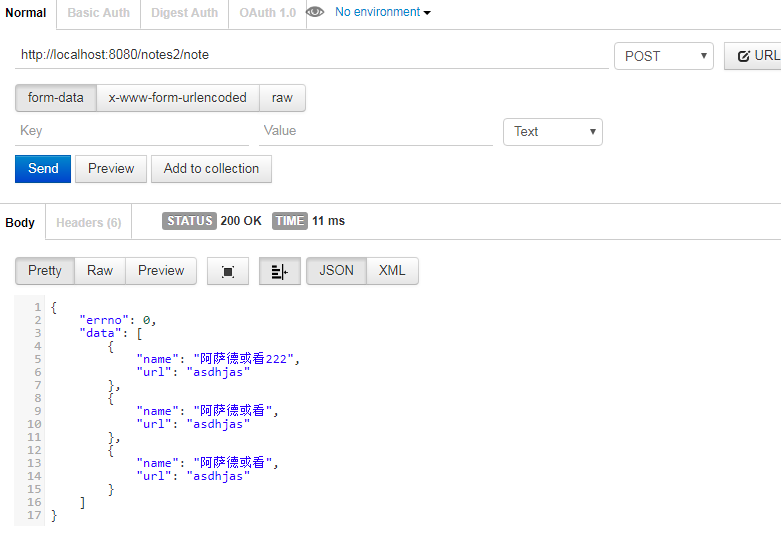 Normal Basic Auth Digest Auth OAuth 1.0 No environment
http://localhost:8080/notes2/note POST URL
form-data x-www-form-urlencoded raw
Key Value Text
Send Preview Add to collection
Body Headers (6) STATUS 200 OK TIME 11 ms
Pretty Raw Preview JSON XML
1 {
2 "errno": 0,
3 "data": [
4 {
5 "name": "阿萨德或看222",
6 "url": "asdhjas"
7 },
8 {
9 "name": "阿萨德或看",
10 "url": "asdhjas"
11 },
12 {
13 "name": "阿萨德或看",
14 "url": "asdhjas"
15 }
16 ]
17 }